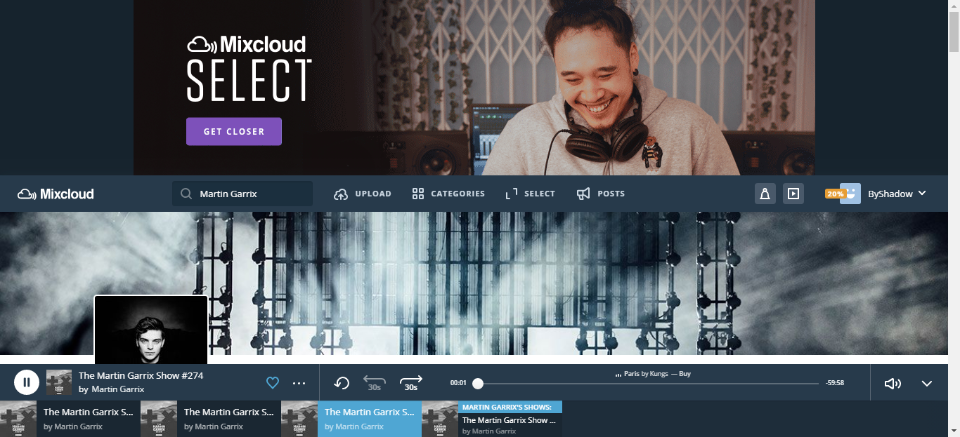 Mixcloud
SELECT
GET CLOSER
Mixcloud
Martin Garrix
UPLOAD
CATEGORIES
SELECT
POSTS
20%
ByShadow
The Martin Garrix Show #274
by Martin Garrix
30s
30s
00:01
Paris by Kungs — Buy
-59:58
The Martin Garrix S...
by Martin Garrix
The Martin Garrix S...
by Martin Garrix
The Martin Garrix S...
by Martin Garrix
MARTIN GARRIX'S SHOWS:
The Martin Garrix Show ...
by Martin Garrix